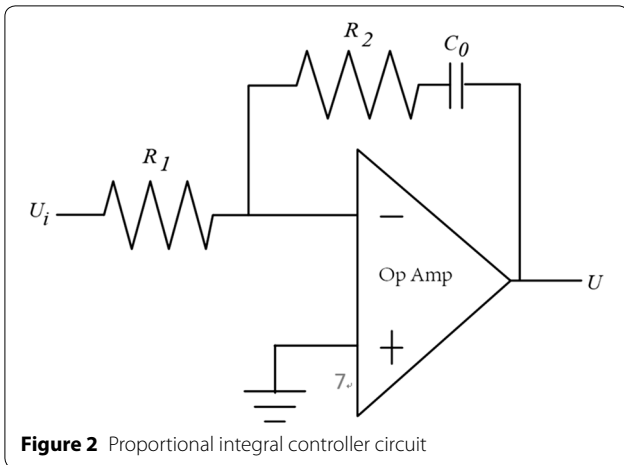 R2
C0
R1
Ui
−
Op Amp
U
+
7
Figure 2 Proportional integral controller circuit